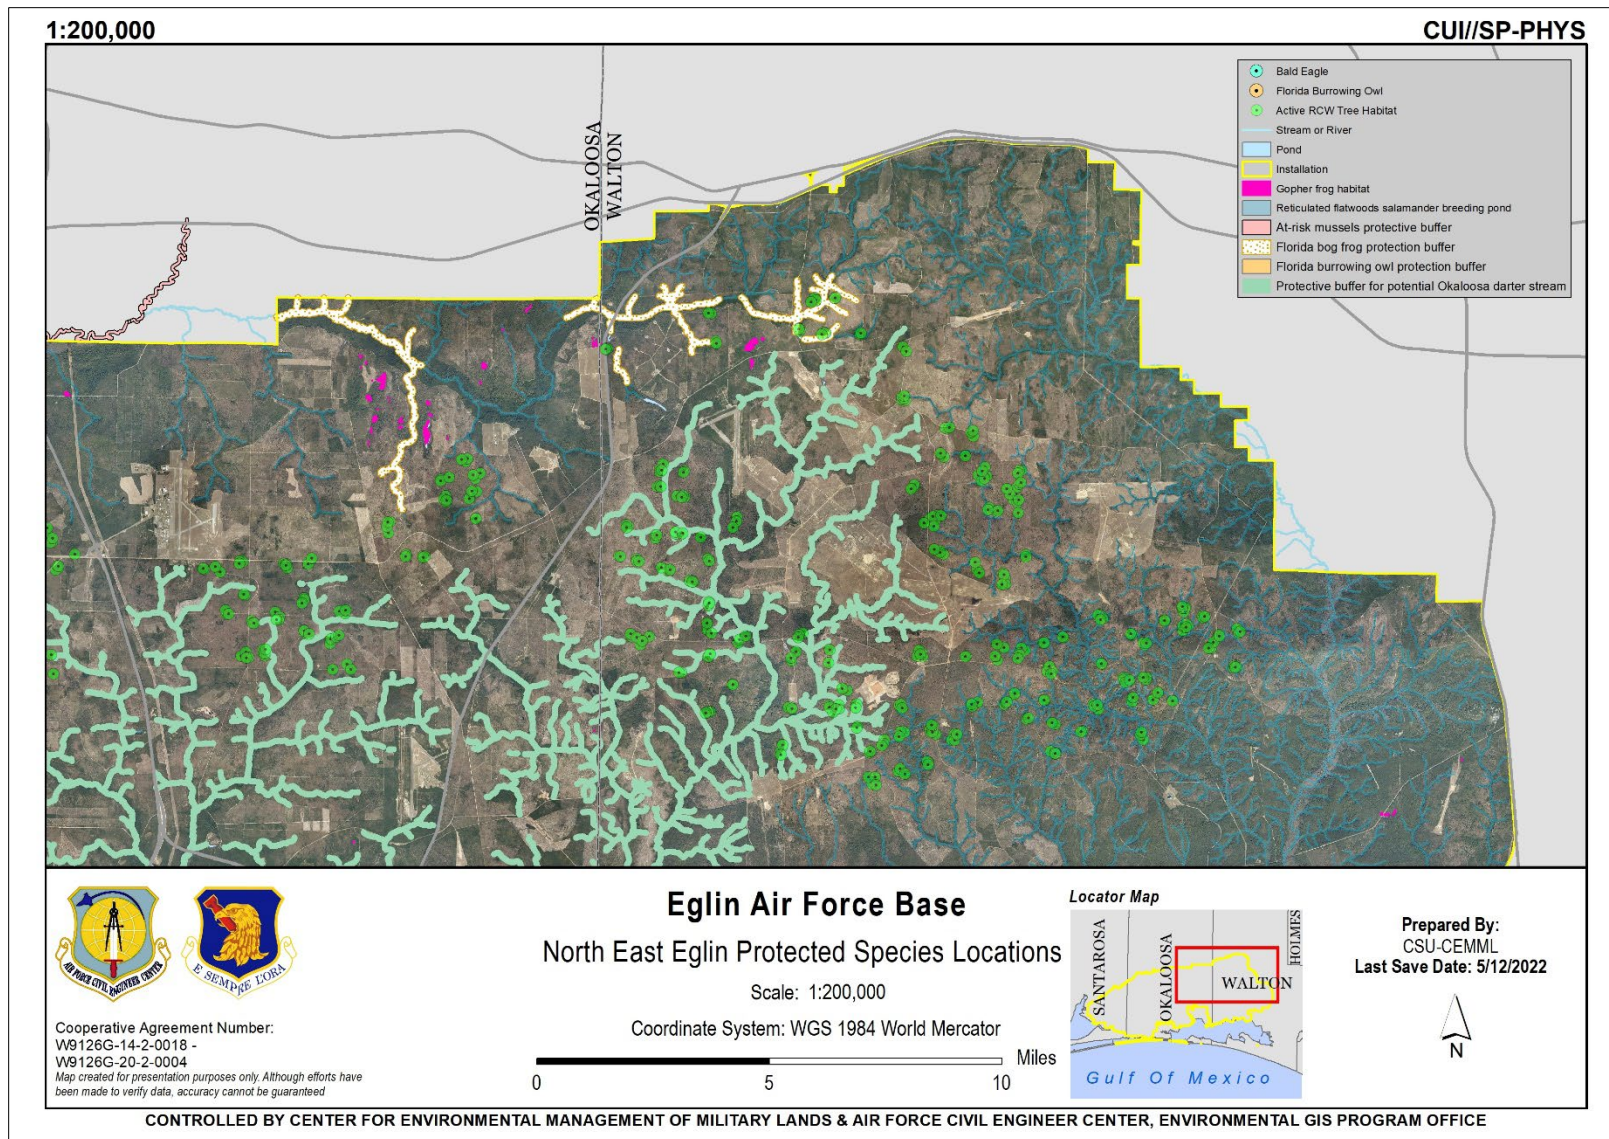 1:200,000
CUI//SP-PHYS
Bald Eagle
Florida Burrowing Owl
Active RCW Tree Habitat
Stream or River
Pond
Installation
Gopher frog habitat
Reticulated flatwoods salamander breeding pond
At-risk mussels protective buffer
Florida bog frog protection buffer
Florida burrowing owl protection buffer
Protective buffer for potential Okaloosa darter stream
OKALOOSA
WALTON
AIR FORCE CIVIL ENGINEER CENTER
E SEMPRE L'ORA
Cooperative Agreement Number:
W9126G-14-2-0018 -
W9126G-20-2-0004
Map created for presentation purposes only. Although efforts have
been made to verify data, accuracy cannot be guaranteed
Eglin Air Force Base
North East Eglin Protected Species Locations
Scale: 1:200,000
Coordinate System: WGS 1984 World Mercator
Miles
0 5 10
Locator Map
SANTAROSA
OKALOOSA
WALTON
HOLMES
Gulf Of Mexico
Prepared By:
CSU-CEMML
Last Save Date: 5/12/2022
N
CONTROLLED BY CENTER FOR ENVIRONMENTAL MANAGEMENT OF MILITARY LANDS & AIR FORCE CIVIL ENGINEER CENTER, ENVIRONMENTAL GIS PROGRAM OFFICE